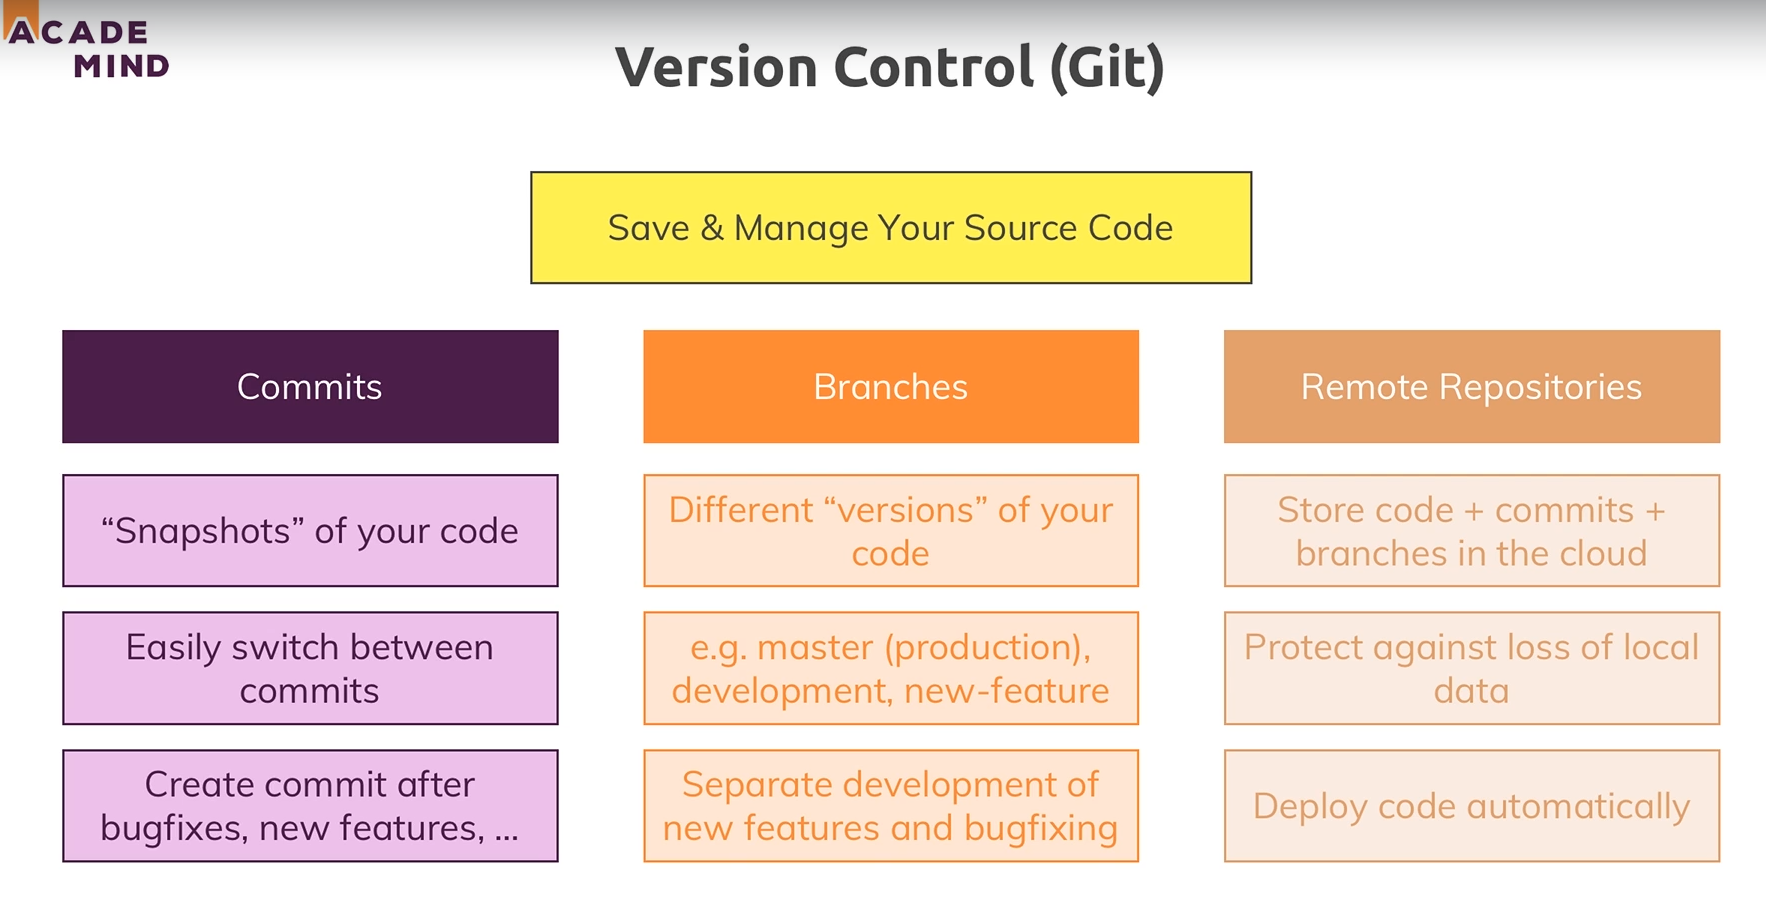 ACADE
MIND
Version Control (Git)
Save & Manage Your Source Code
Commits
“Snapshots” of your code
Easily switch between
commits
Create commit after
bugfixes, new features, ...
Branches
Different “versions” of your
code
e.g. master (production),
development, new-feature
Separate development of
new features and bugfixing
Remote Repositories
Store code + commits +
branches in the cloud
Protect against loss of local
data
Deploy code automatically